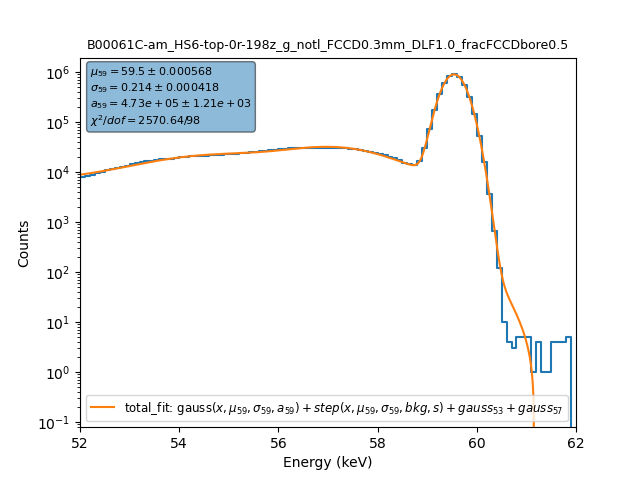 B00061C-am_HS6-top-0r-198z_g_notl_FCCD0.3mm_DLF1.0_fracFCCDbore0.5
μ₅₉ = 59.5 ± 0.000568
σ₅₉ = 0.214 ± 0.000418
a₅₉ = 4.73e + 05 ± 1.21e + 03
χ²/dof = 2570.64/98
10⁶
10⁵
10⁴
10³
10²
10¹
10⁰
10⁻¹
Counts
total_fit: gauss(x, μ₅₉, σ₅₉, a₅₉) + step(x, μ₅₉, σ₅₉, bkg, s) + gauss₅₃ + gauss₅₇
52 54 56 58 60 62
Energy (keV)